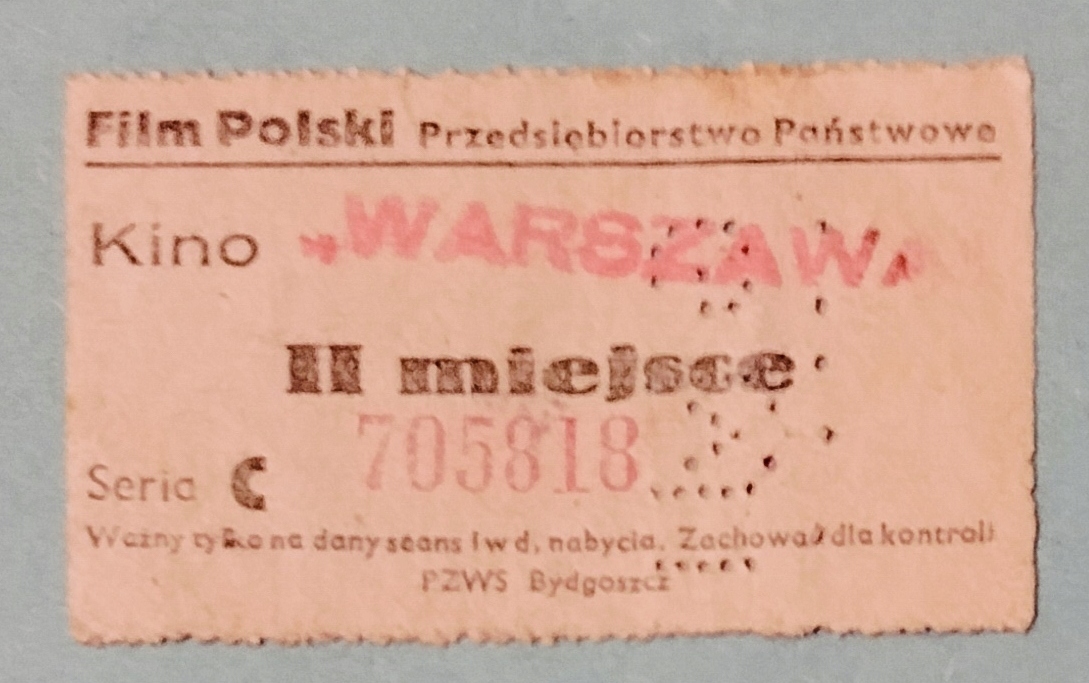 Film Polski Przedsiębiorstwo Państwowe
Kino „WARSZAWA
II miejsce
705818
Seria C
Ważny tylko na dany seans i w d. nabycia. Zachować dla kontroli
PZWS Bydgoszcz